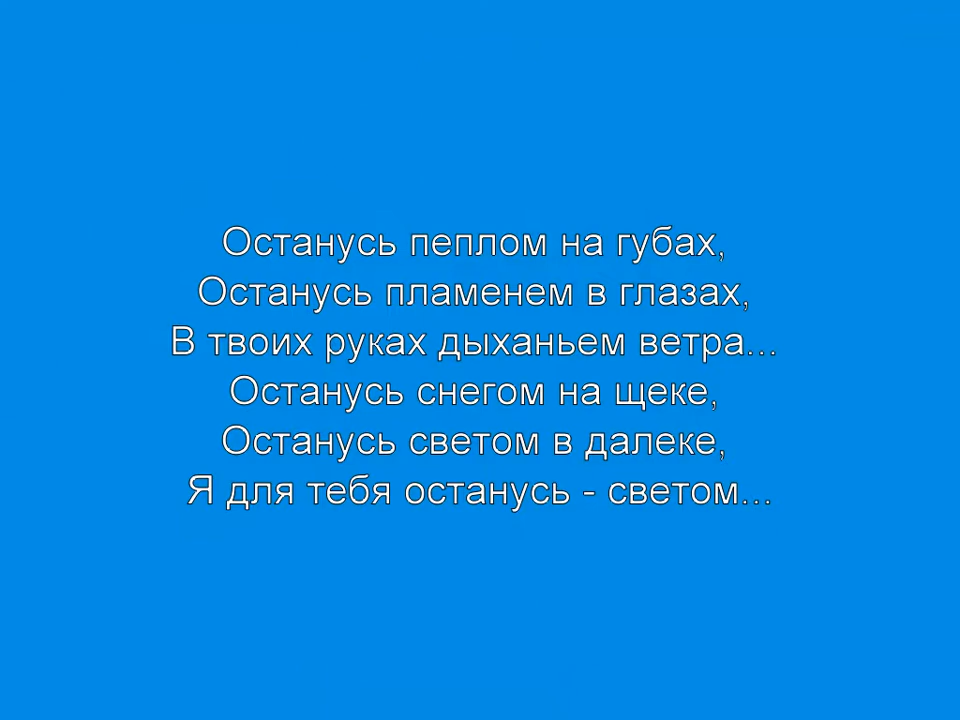 Останусь пеплом на губах,
Останусь пламенем в глазах,
В твоих руках дыханьем ветра...
Останусь снегом на щеке,
Останусь светом в далеке,
Я для тебя останусь - светом...